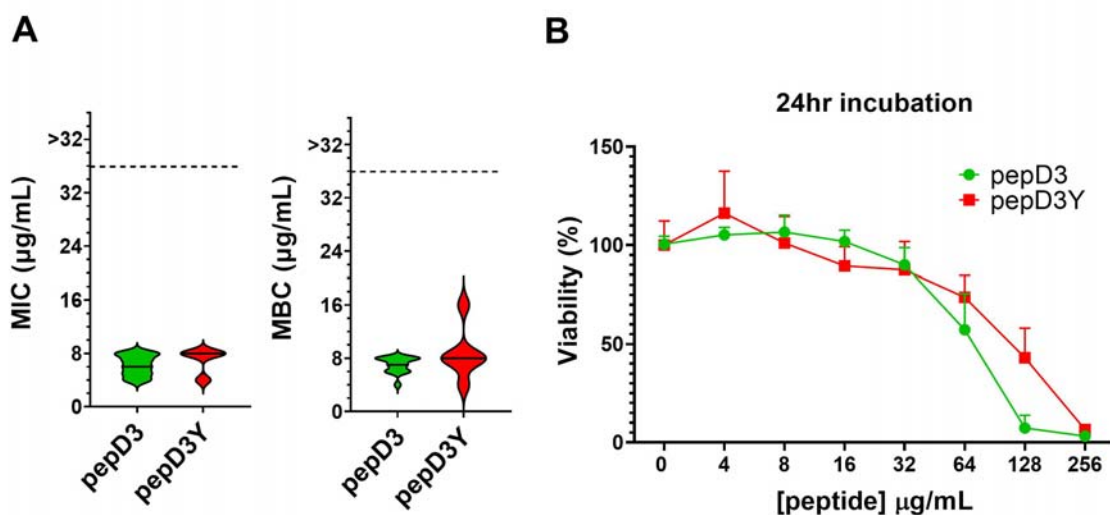 A
MIC (µg/mL)
>32
32
24
16
8
0
pepD3
pepD3Y
MBC (µg/mL)
>32
32
24
16
8
0
pepD3
pepD3Y
B
24hr incubation
Viability (%)
150
100
50
0
pepD3
pepD3Y
0 4 8 16 32 64 128 256
[peptide] µg/mL